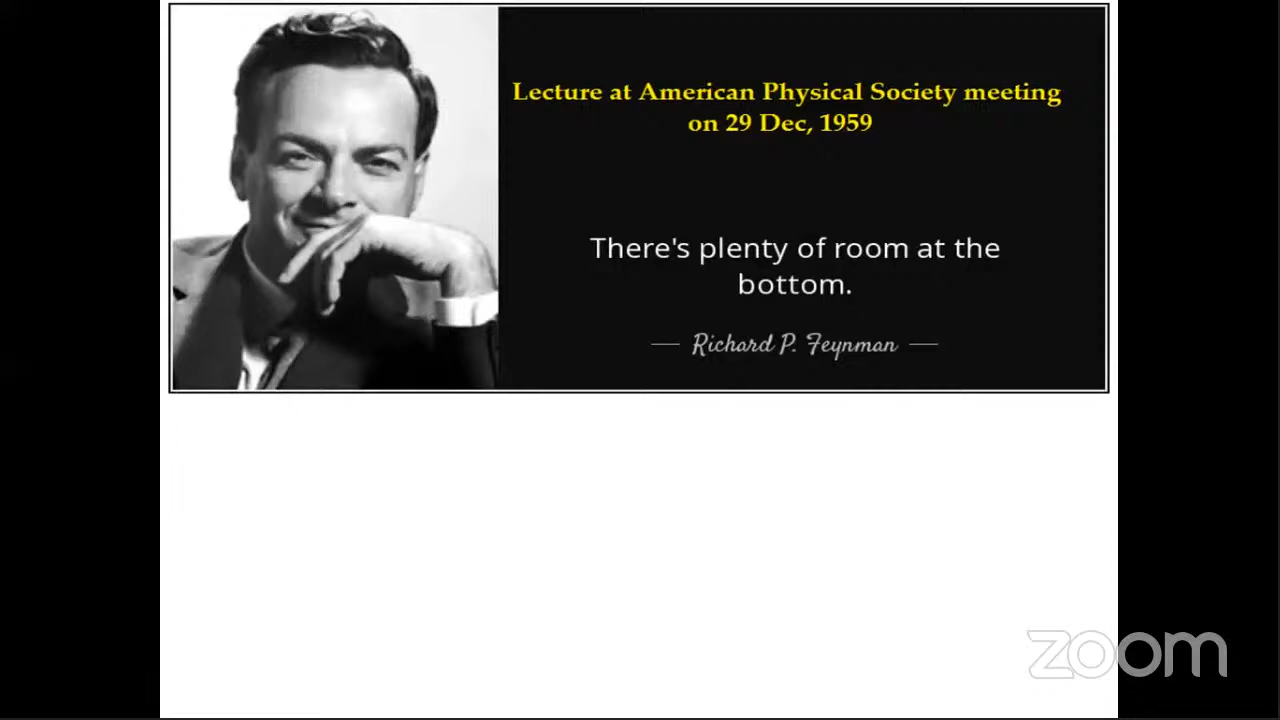 Lecture at American Physical Society meeting
on 29 Dec, 1959
There's plenty of room at the
bottom.
Richard P. Feynman
zoom